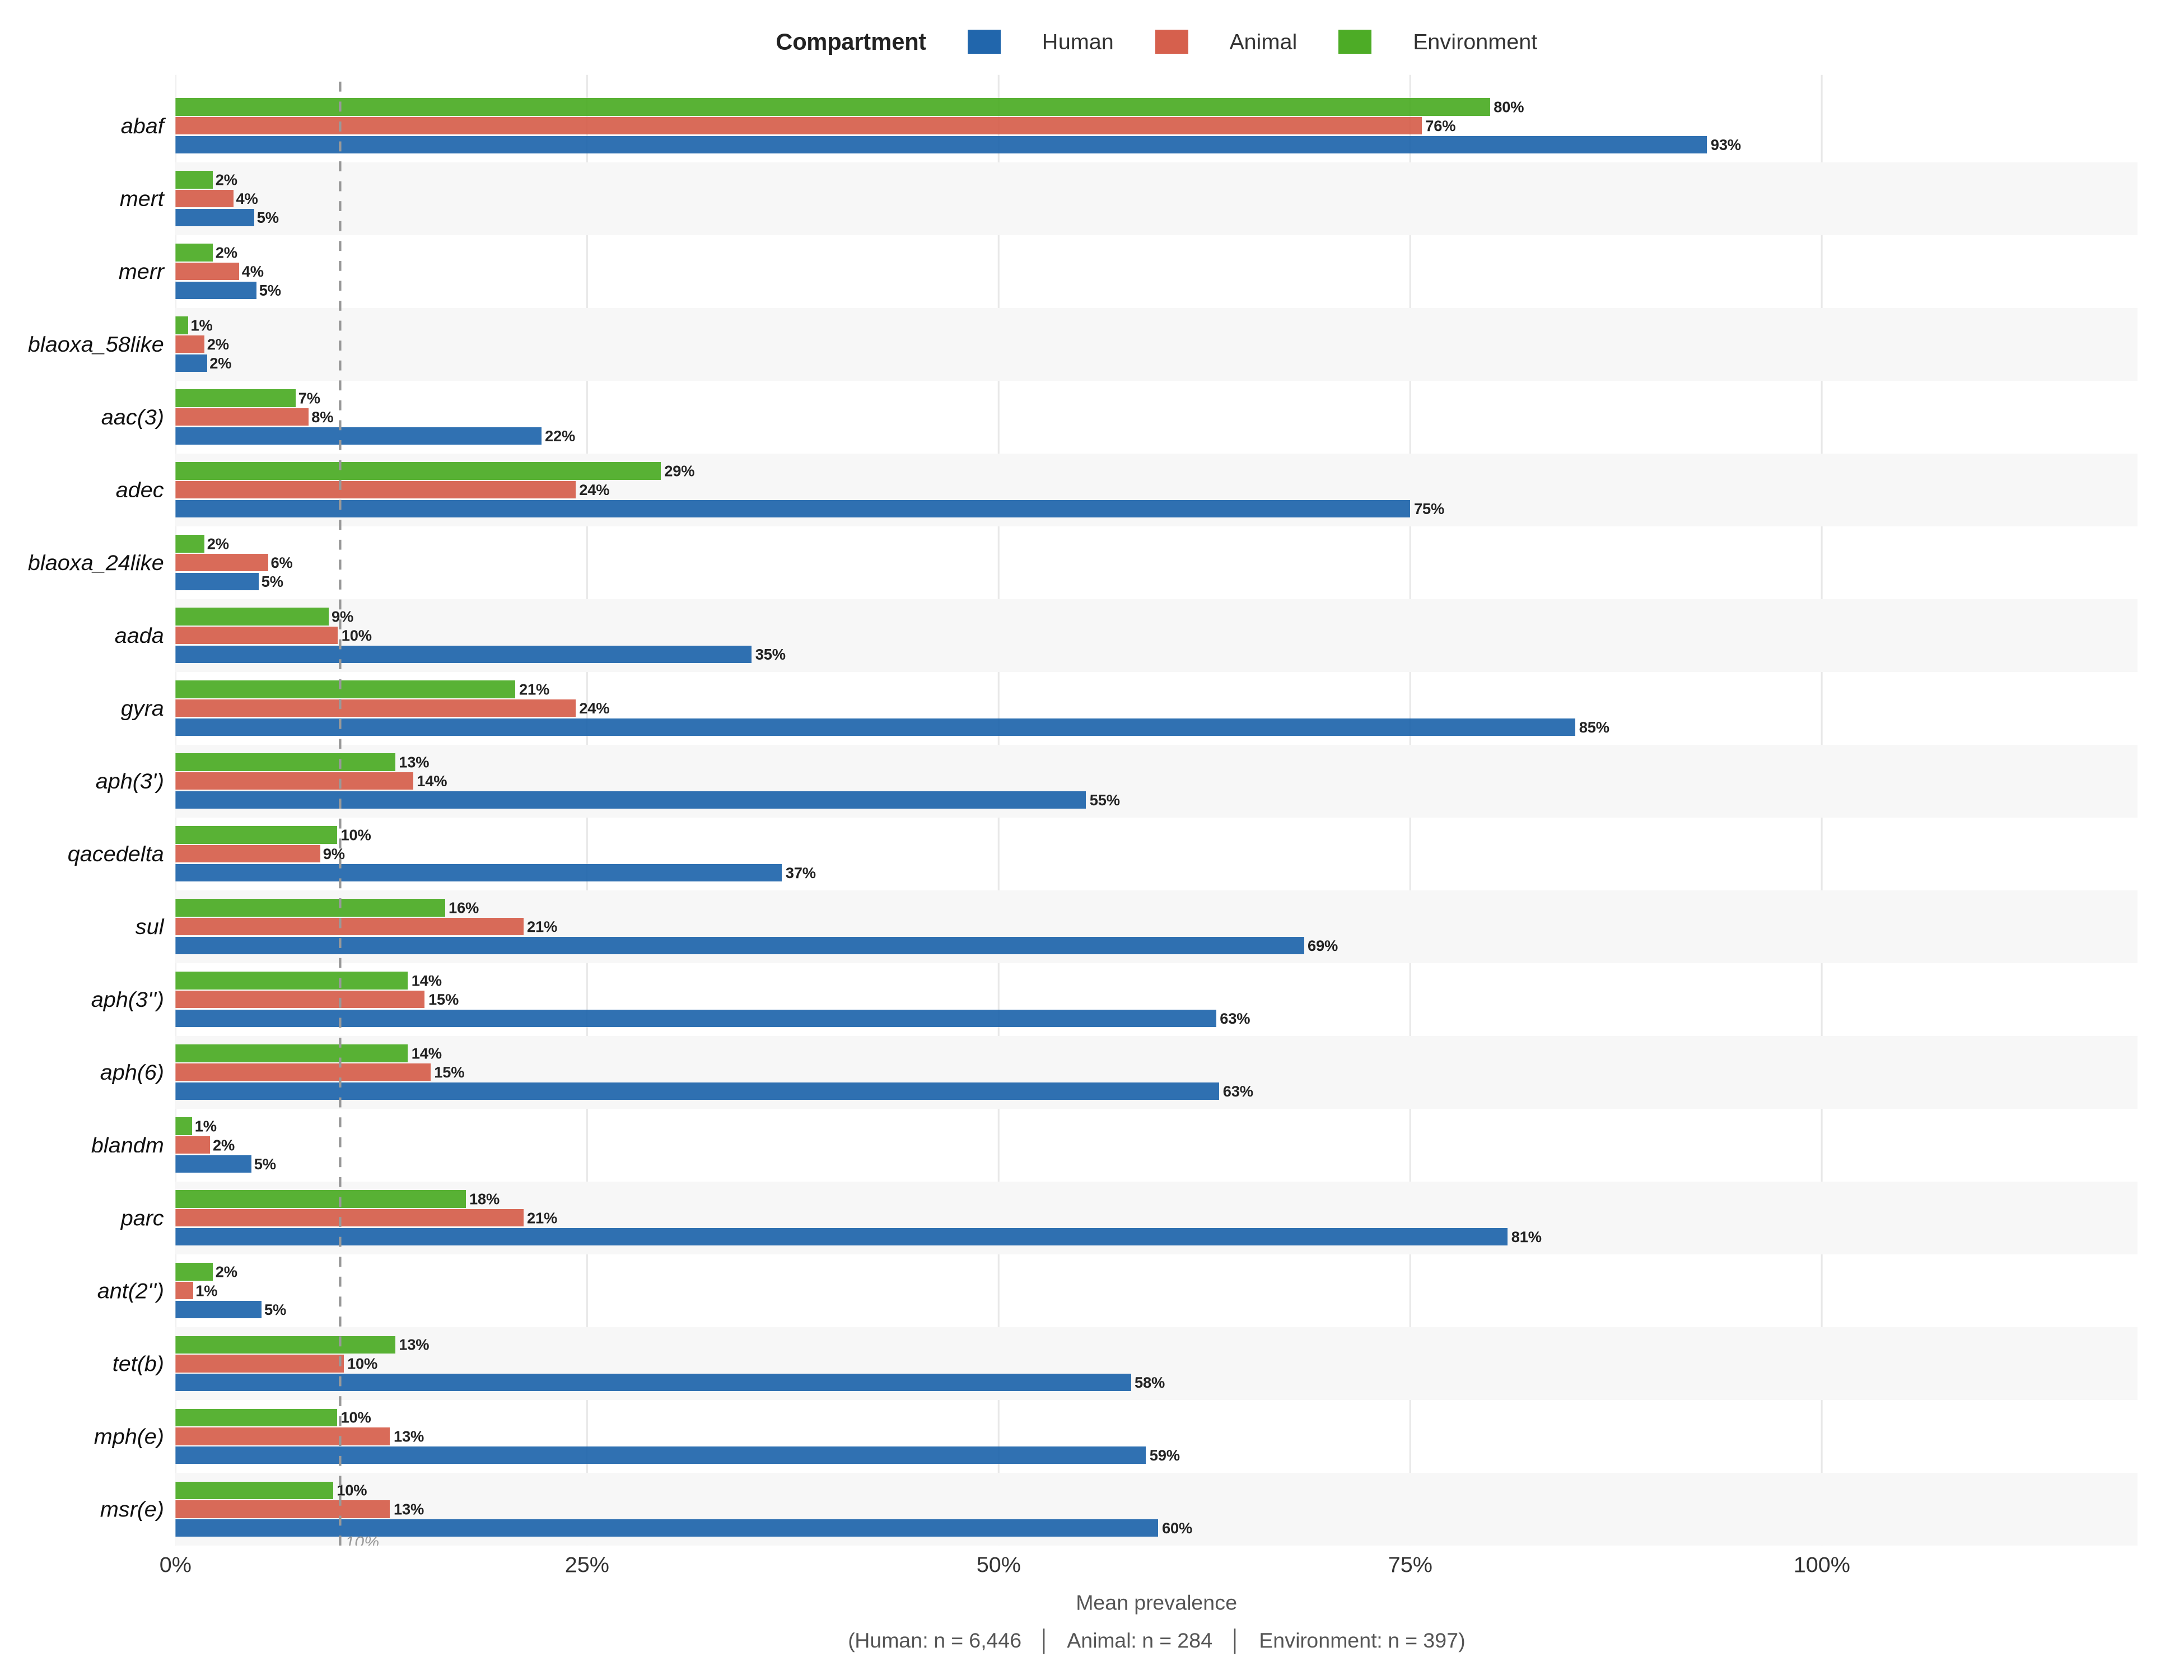 Compartment Human Animal Environment
80%
abaf 76%
93%
2%
mert 4%
5%
2%
merr 4%
5%
1%
blaoxa_58like 2%
2%
7%
aac(3) 8%
22%
29%
adec 24%
75%
2%
blaoxa_24like 6%
5%
9%
aada 10%
35%
21%
gyra 24%
85%
13%
aph(3') 14%
55%
10%
qacedelta 9%
37%
16%
sul 21%
69%
14%
aph(3'') 15%
63%
14%
aph(6) 15%
63%
1%
blandm 2%
5%
18%
parc 21%
81%
2%
ant(2'') 1%
5%
13%
tet(b) 10%
58%
10%
mph(e) 13%
59%
10%
msr(e) 13%
60%
10%
0% 25% 50% 75% 100%
Mean prevalence
(Human: n = 6,446 | Animal: n = 284 | Environment: n = 397)